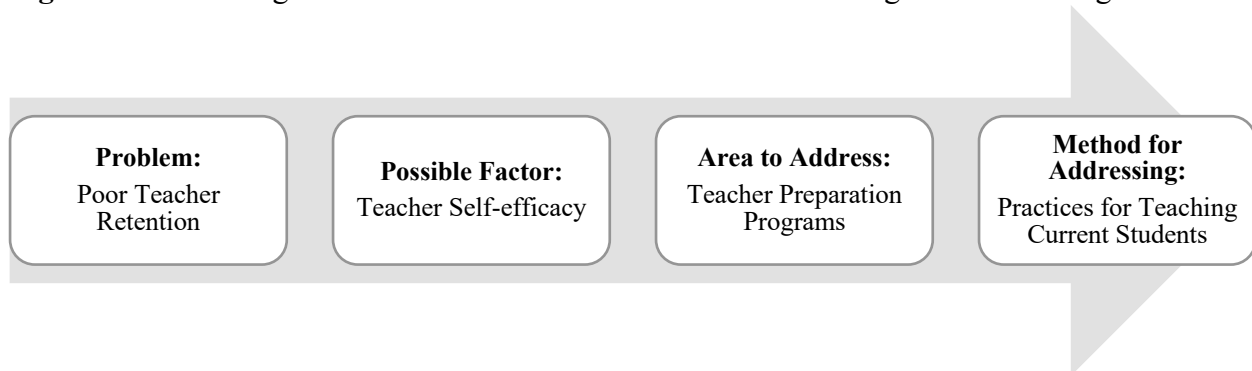 Problem:
Poor Teacher
Retention
Possible Factor:
Teacher Self-efficacy
Area to Address:
Teacher Preparation
Programs
Method for
Addressing:
Practices for Teaching
Current Students